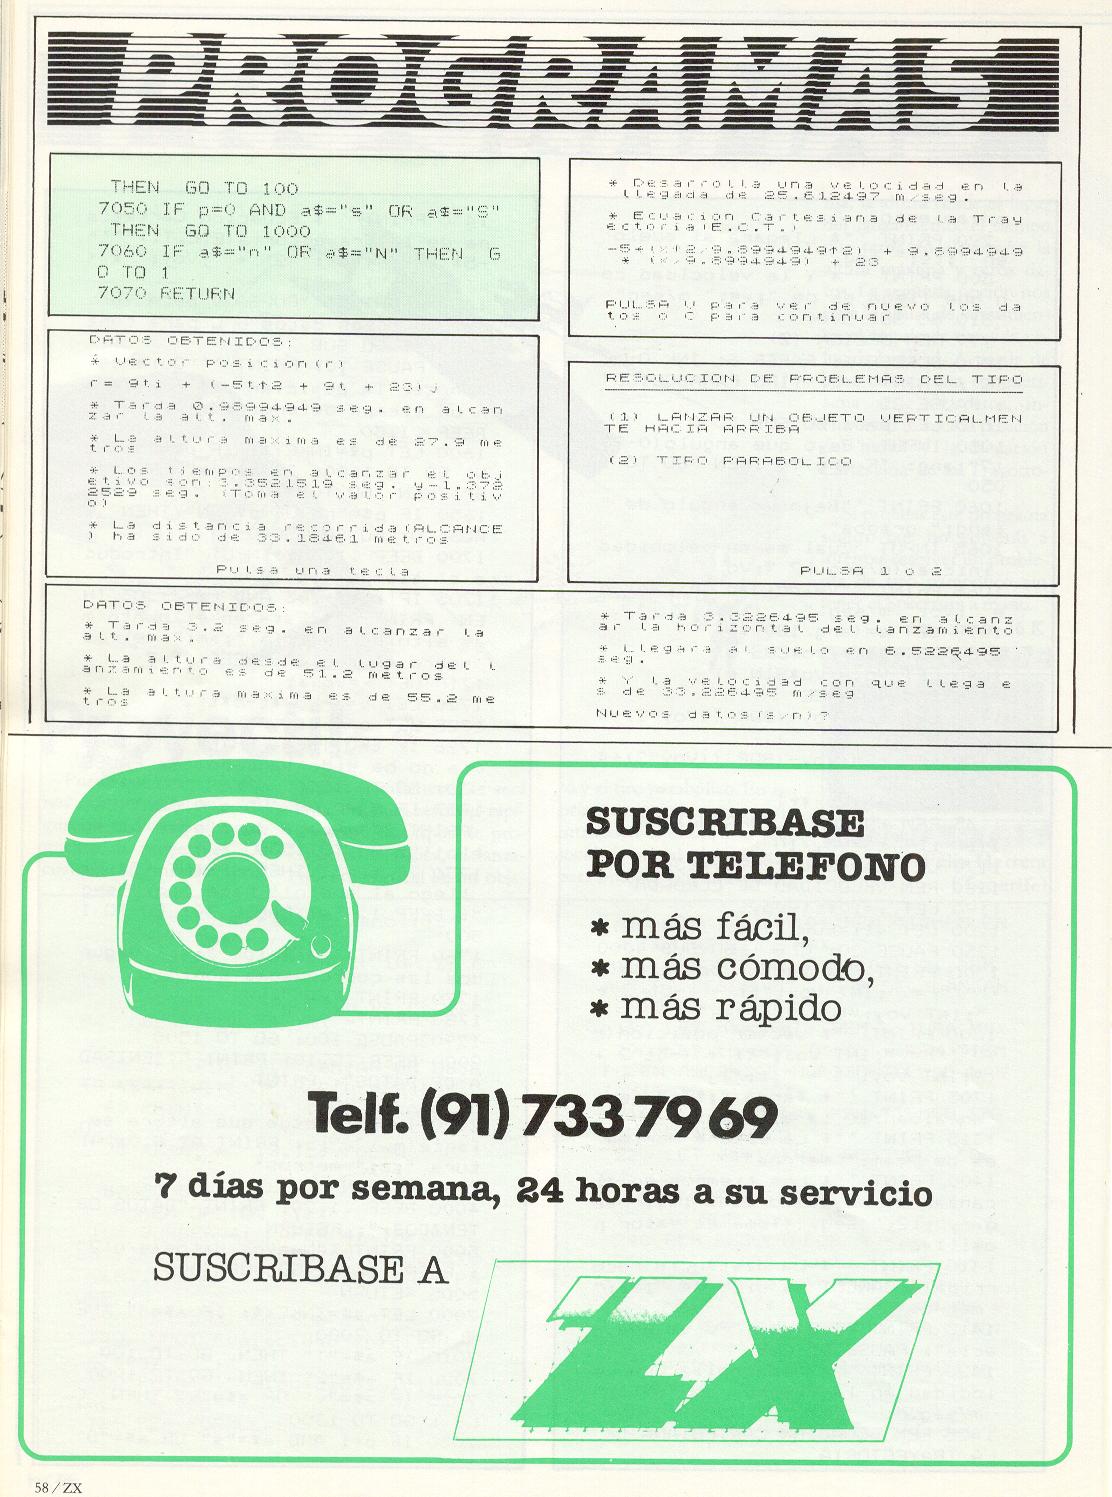 PROGRAMAS
THEN GO TO 100
7050 IF p=0 AND a$="s" OR a$="S"
THEN GO TO 1000
7060 IF a$="n" OR a$="N" THEN G
O TO 1
7070 RETURN
DATOS OBTENIDOS:
* Vector posicion(r)
r= 9ti + (-5t↑2 + 9t + 23)j
* Tarda 0.98994949 seg. en alcan
zar la alt. max.
* La altura maxima es de 27.9 me
tros
* Los tiempos en alcanzar el obj
etivo son:3.3521519 seg. y-1.372
2529 seg. (Toma el valor positiv
o)
* La distancia recorrida(ALCANCE
) ha sido de 33.18461 metros
Pulsa una tecla
* Desarrolla una velocidad en la
llegada de 25.612497 m/seg.
* Ecuacion Cartesiana de la Tray
ectoria(E.C.T.)
-5*(x↑2/9.8994949↑2) + 9.8994949
* (x/9.8994949) + 23
PULSA V para ver de nuevo los da
tos o C para continuar
RESOLUCION DE PROBLEMAS DEL TIPO
(1) LANZAR UN OBJETO VERTICALMEN
TE HACIA ARRIBA
(2) TIRO PARABOLICO
PULSA 1 o 2
DATOS OBTENIDOS:
* Tarda 3.2 seg. en alcanzar la
alt. max.
* La altura desde el lugar del l
anzamiento es de 51.2 metros
* La altura maxima es de 55.2 me
tros
* Tarda 3.3226495 seg. en alcanz
ar la horizontal del lanzamiento
* Llegara al suelo en 6.5226495
seg.
* Y la velocidad con que llega e
s de 33.226495 m/seg
Nuevos datos(s/n)?
SUSCRIBASE
POR TELEFONO
* más fácil,
* más cómodo,
* más rápido
Telf. (91) 733 79 69
7 días por semana, 24 horas a su servicio
SUSCRIBASE A
ZX
58 / ZX